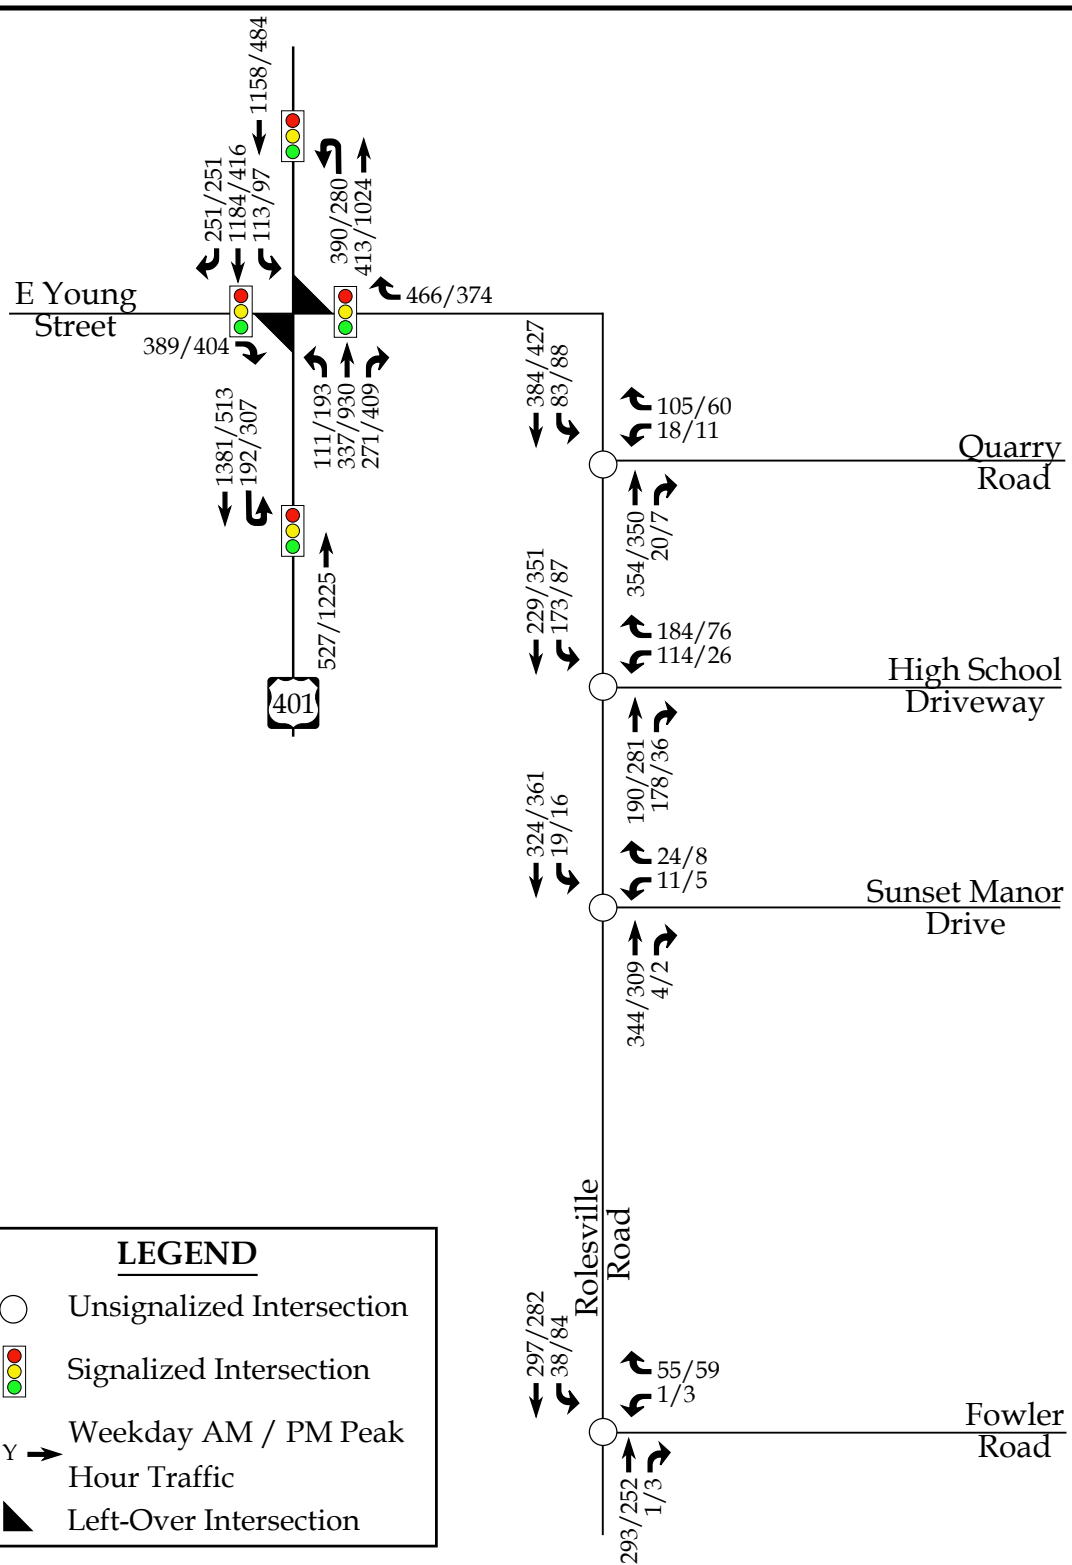 1158/484
251/251
1184/416
113/97
390/280
413/1024
E Young
Street
466/374
389/404
111/193
337/930
271/409
1381/513
192/307
527/1225
401
384/427
83/88
105/60
18/11
Quarry
Road
354/350
20/7
229/351
173/87
184/76
114/26
High School
Driveway
190/281
178/36
324/361
19/16
24/8
11/5
Sunset Manor
Drive
344/309
4/2
Rolesville
Road
297/282
38/84
55/59
1/3
Fowler
Road
293/252
1/3
LEGEND
Unsignalized Intersection
Signalized Intersection
Y
Weekday AM / PM Peak
Hour Traffic
Left-Over Intersection